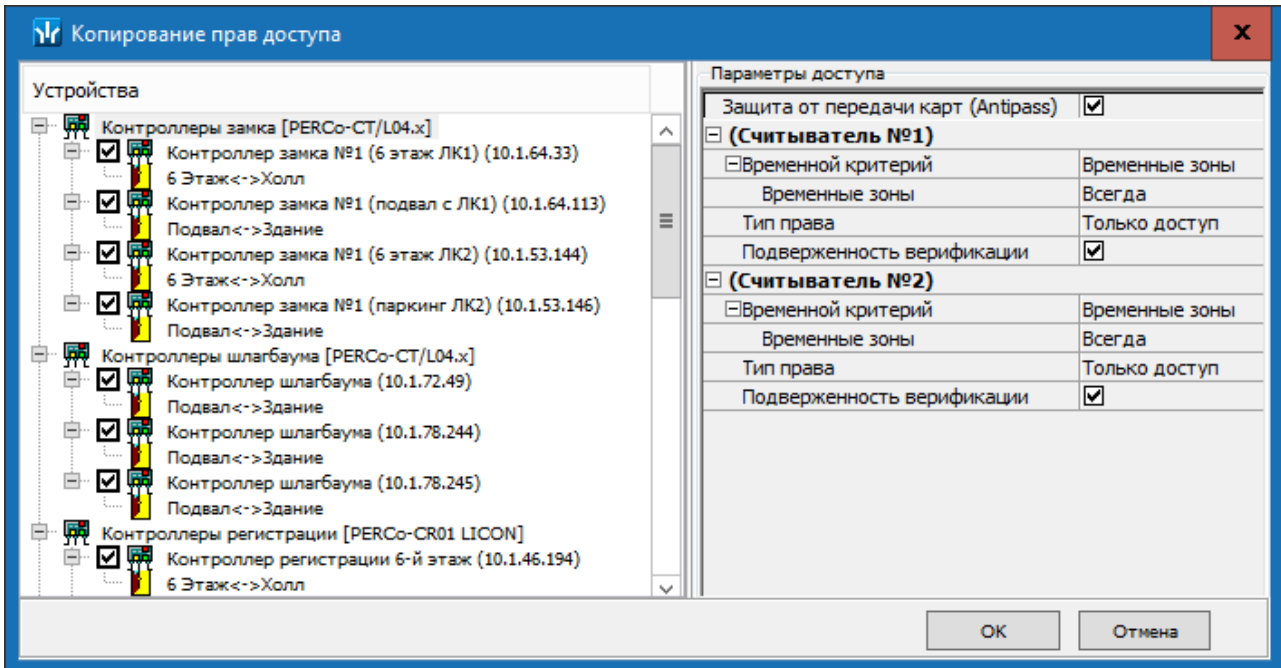 Копирование прав доступа
Устройства
Контроллеры замка [PERCo-CT/L04.x]
Контроллер замка №1 (6 этаж ЛК1) (10.1.64.33)
6 Этаж<->Холл
Контроллер замка №1 (подвал с ЛК1) (10.1.64.113)
Подвал<->Здание
Контроллер замка №1 (6 этаж ЛК2) (10.1.53.144)
6 Этаж<->Холл
Контроллер замка №1 (паркинг ЛК2) (10.1.53.146)
Подвал<->Здание
Контроллеры шлагбаума [PERCo-CT/L04.x]
Контроллер шлагбаума (10.1.72.49)
Подвал<->Здание
Контроллер шлагбаума (10.1.78.244)
Подвал<->Здание
Контроллер шлагбаума (10.1.78.245)
Подвал<->Здание
Контроллеры регистрации [PERCo-CR01 LICON]
Контроллер регистрации 6-й этаж (10.1.46.194)
6 Этаж<->Холл
Параметры доступа
Защита от передачи карт (Antipass)
(Считыватель №1)
Временной критерий Временные зоны
Временные зоны Всегда
Тип права Только доступ
Подверженность верификации
(Считыватель №2)
Временной критерий Временные зоны
Временные зоны Всегда
Тип права Только доступ
Подверженность верификации
OK Отмена